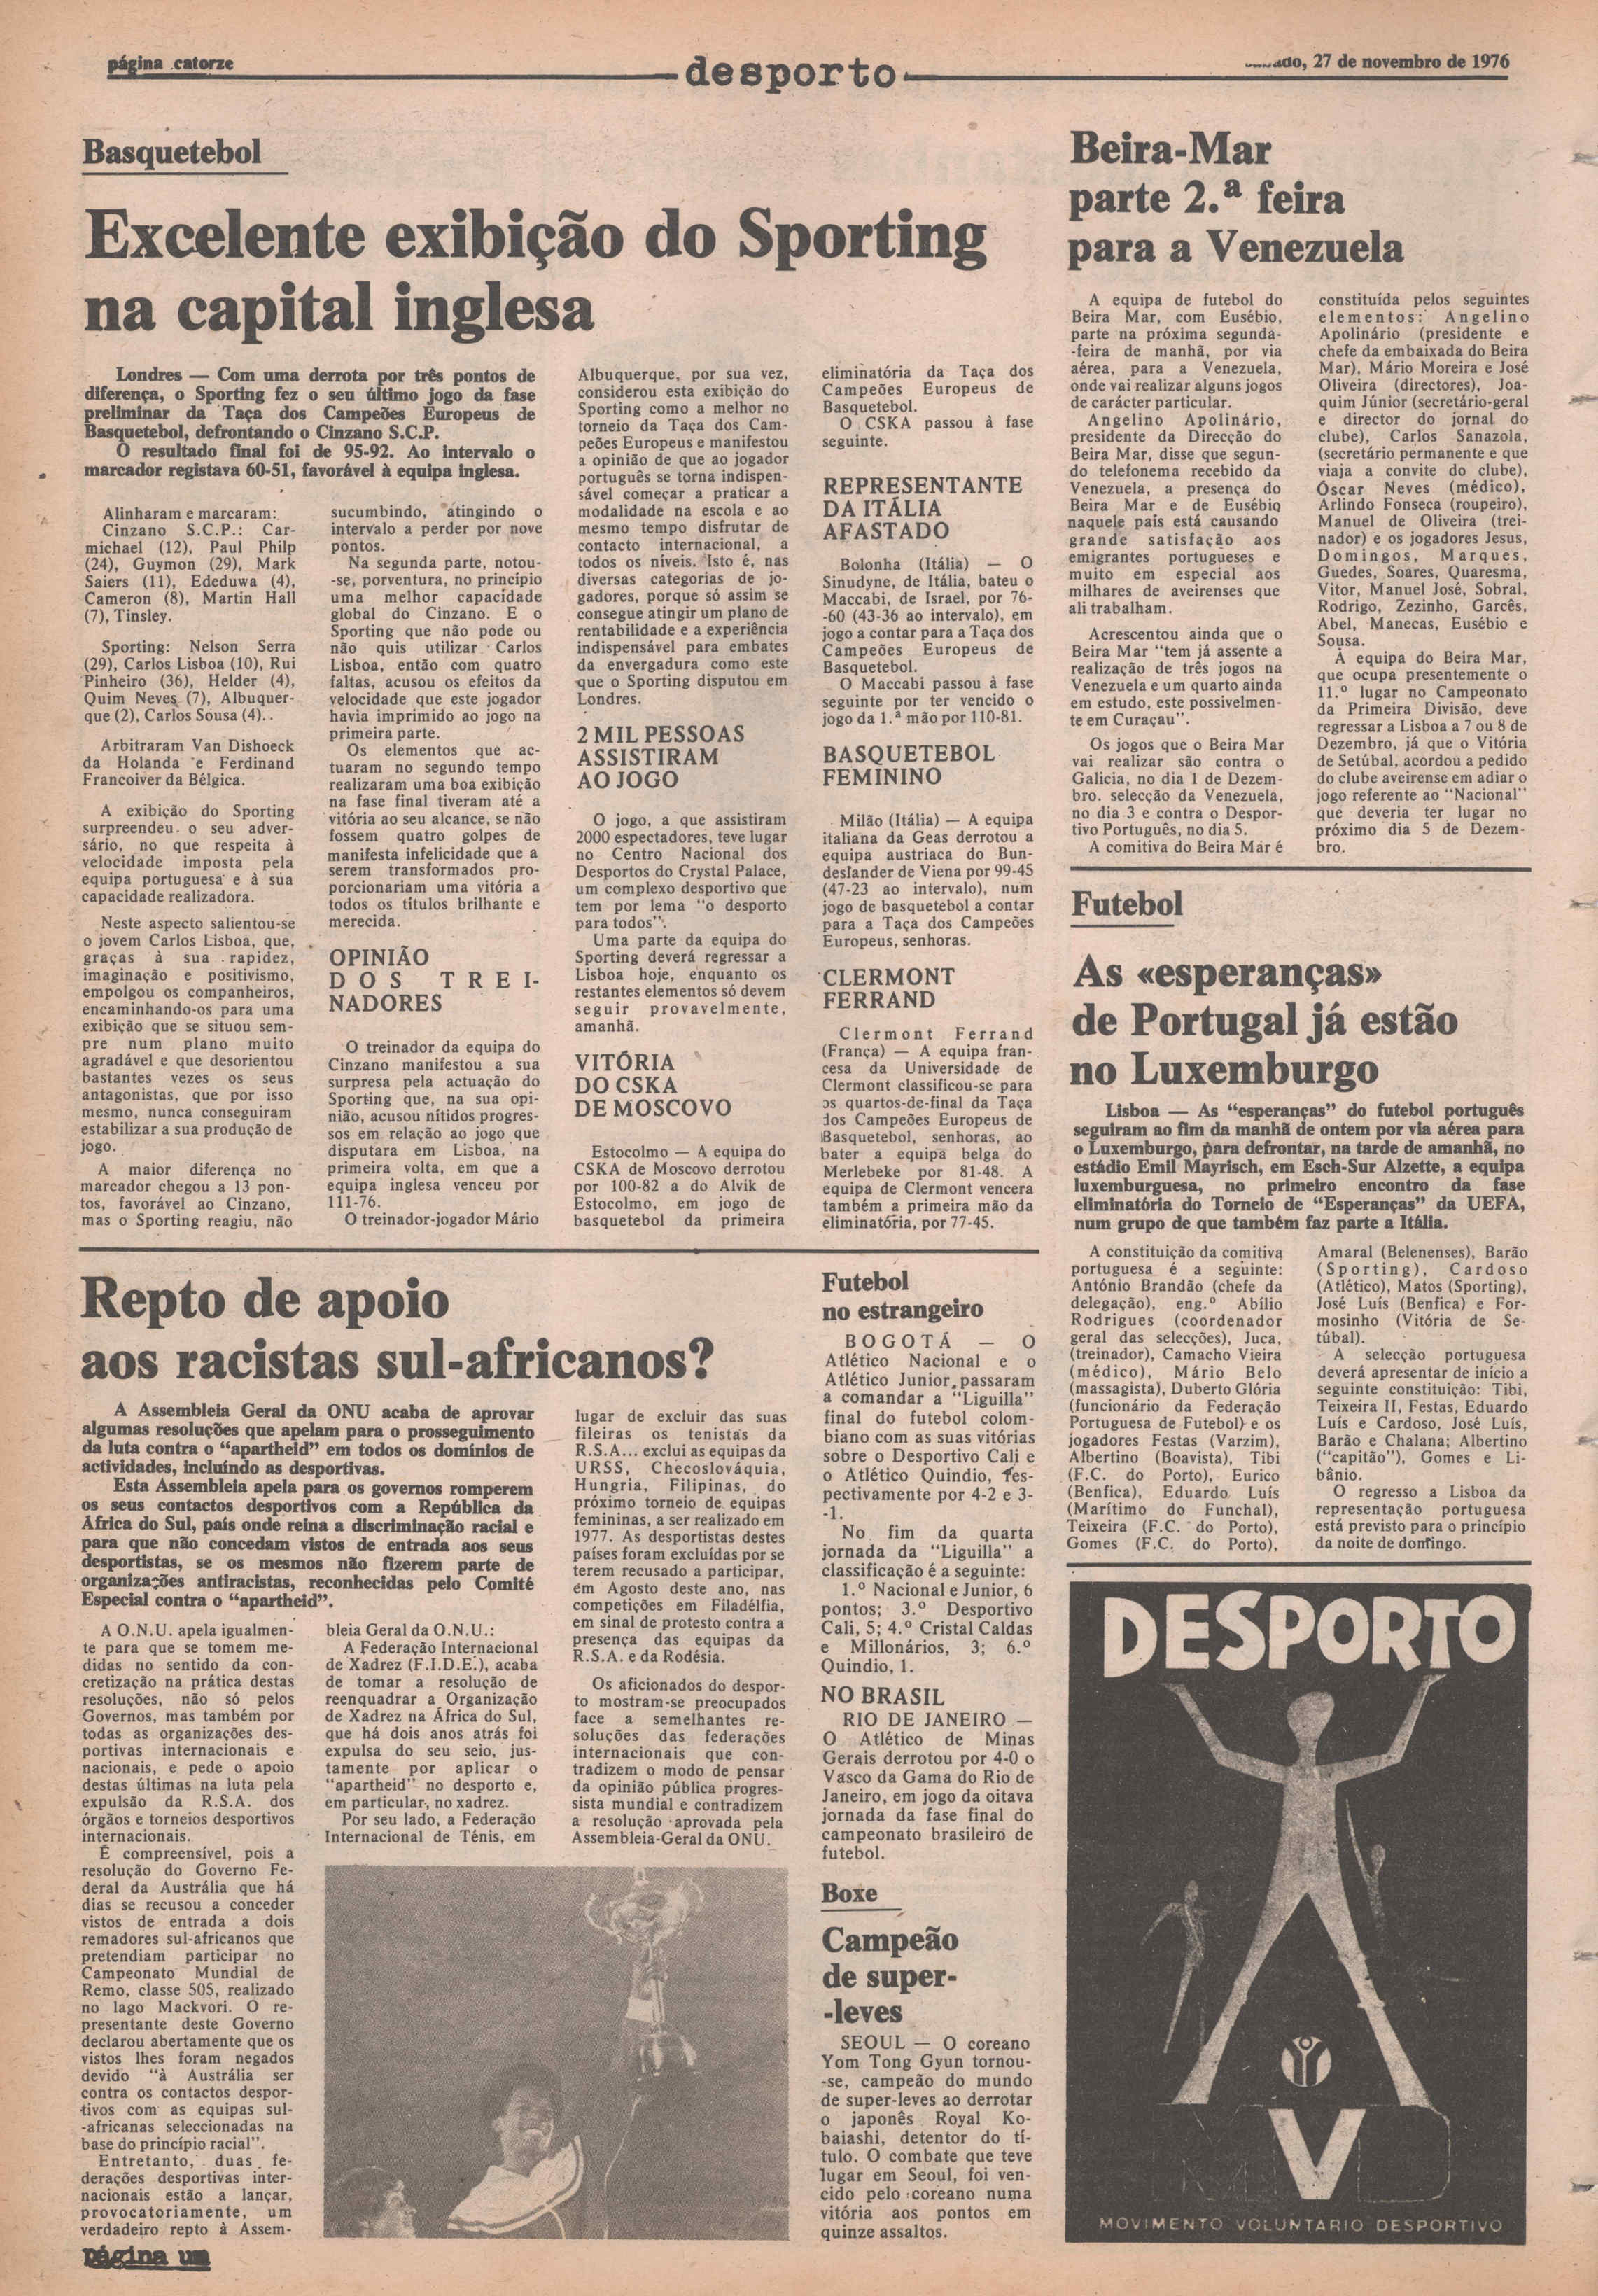 página catorze
desporto
27 de novembro de 1976
Basquetebol
Excelente exibição do Sporting
na capital inglesa
Londres — Com uma derrota por três pontos de
diferença, o Sporting fez o seu último jogo da fase
preliminar da Taça dos Campeões Europeus de
Basquetebol, defrontando o Cinzano S.C.P.
O resultado final foi de 95-92. Ao intervalo o
marcador registava 60-51, favorável à equipa inglesa.
Alinharam e marcaram:
Cinzano S.C.P.: Car-
michael (12), Paul Philp
(24), Guymon (29), Mark
Saiers (11), Ededuwa (4),
Cameron (8), Martin Hall
(7), Tinsley.
Sporting: Nelson Serra
(29), Carlos Lisboa (10), Rui
Pinheiro (36), Helder (4),
Quim Neves (7), Albuquer-
que (2), Carlos Sousa (4).
Arbitraram Van Dishoeck
da Holanda e Ferdinand
Francoiver da Bélgica.
A exibição do Sporting
surpreendeu o seu adver-
sário, no que respeita à
velocidade imposta pela
equipa portuguesa e à sua
capacidade realizadora.
Neste aspecto salientou-se
o jovem Carlos Lisboa, que,
graças à sua rapidez,
imaginação e positivismo,
empolgou os companheiros,
encaminhando-os para uma
exibição que se situou sem-
pre num plano muito
agradável e que desorientou
bastantes vezes os seus
antagonistas, que por isso
mesmo, nunca conseguiram
estabilizar a sua produção de
jogo.
A maior diferença no
marcador chegou a 13 pon-
tos, favorável ao Cinzano,
mas o Sporting reagiu, não
sucumbindo, atingindo o
intervalo a perder por nove
pontos.
Na segunda parte, notou-
-se, porventura, no princípio
uma melhor capacidade
global do Cinzano. E o
Sporting que não pode ou
não quis utilizar Carlos
Lisboa, então com quatro
faltas, acusou os efeitos da
velocidade que este jogador
havia imprimido ao jogo na
primeira parte.
Os elementos que ac-
tuaram no segundo tempo
realizaram uma boa exibição
na fase final tiveram até a
vitória ao seu alcance, se não
fossem quatro golpes de
manifesta infelicidade que a
serem transformados pro-
porcionariam uma vitória a
todos os títulos brilhante e
merecida.
OPINIÃO
DOS TREI-
NADORES
O treinador da equipa do
Cinzano manifestou a sua
surpresa pela actuação do
Sporting que, na sua opi-
nião, acusou nítidos progres-
sos em relação ao jogo que
disputara em Lisboa, na
primeira volta, em que a
equipa inglesa venceu por
111-76.
O treinador-jogador Mário
Albuquerque, por sua vez,
considerou esta exibição do
Sporting como a melhor no
torneio da Taça dos Cam-
peões Europeus e manifestou
a opinião de que ao jogador
português se torna indispen-
sável começar a praticar a
modalidade na escola e ao
mesmo tempo disfrutar de
contacto internacional, a
todos os níveis. Isto é, nas
diversas categorias de jo-
gadores, porque só assim se
consegue atingir um plano de
rentabilidade e a experiência
indispensável para embates
da envergadura como este
que o Sporting disputou em
Londres.
2 MIL PESSOAS
ASSISTIRAM
AO JOGO
O jogo, a que assistiram
2000 espectadores, teve lugar
no Centro Nacional dos
Desportos do Crystal Palace,
um complexo desportivo que
tem por lema "o desporto
para todos".
Uma parte da equipa do
Sporting deverá regressar a
Lisboa hoje, enquanto os
restantes elementos só devem
seguir provavelmente,
amanhã.
VITÓRIA
DO CSKA
DE MOSCOVO
Estocolmo — A equipa do
CSKA de Moscovo derrotou
por 100-82 a do Alvik de
Estocolmo, em jogo de
basquetebol da primeira
eliminatória da Taça dos
Campeões Europeus de
Basquetebol.
O CSKA passou à fase
seguinte.
REPRESENTANTE
DA ITÁLIA
AFASTADO
Bolonha (Itália) — O
Sinudyne, de Itália, bateu o
Maccabi, de Israel, por 76-
-60 (43-36 ao intervalo), em
jogo a contar para a Taça dos
Campeões Europeus de
Basquetebol.
O Maccabi passou à fase
seguinte por ter vencido o
jogo da 1.ª mão por 110-81.
BASQUETEBOL
FEMININO
Milão (Itália) — A equipa
italiana da Geas derrotou a
equipa austriaca do Bun-
deslander de Viena por 99-45
(47-23 ao intervalo), num
jogo de basquetebol a contar
para a Taça dos Campeões
Europeus, senhoras.
CLERMONT
FERRAND
Clermont Ferrand
(França) — A equipa fran-
cesa da Universidade de
Clermont classificou-se para
os quartos-de-final da Taça
dos Campeões Europeus de
Basquetebol, senhoras, ao
bater a equipa belga do
Merlebeke por 81-48. A
equipa de Clermont vencera
também a primeira mão da
eliminatória, por 77-45.
Beira-Mar
parte 2.ª feira
para a Venezuela
A equipa de futebol do
Beira Mar, com Eusébio,
parte na próxima segunda-
-feira de manhã, por via
aérea, para a Venezuela,
onde vai realizar alguns jogos
de carácter particular.
Angelino Apolinário,
presidente da Direcção do
Beira Mar, disse que segun-
do telefonema recebido da
Venezuela, a presença do
Beira Mar e de Eusébio
naquele país está causando
grande satisfação aos
emigrantes portugueses e
muito em especial aos
milhares de aveirenses que
ali trabalham.
Acrescentou ainda que o
Beira Mar "tem já assente a
realização de três jogos na
Venezuela e um quarto ainda
em estudo, este possivelmen-
te em Curaçau".
Os jogos que o Beira Mar
vai realizar são contra o
Galicia, no dia 1 de Dezem-
bro. selecção da Venezuela,
no dia 3 e contra o Despor-
tivo Português, no dia 5.
A comitiva do Beira Mar é
constituída pelos seguintes
elementos: Angelino
Apolinário (presidente e
chefe da embaixada do Beira
Mar), Mário Moreira e José
Oliveira (directores), Joa-
quim Júnior (secretário-geral
e director do jornal do
clube), Carlos Sanazola,
(secretário permanente e que
viaja a convite do clube),
Óscar Neves (médico),
Arlindo Fonseca (roupeiro),
Manuel de Oliveira (trei-
nador) e os jogadores Jesus,
Domingos, Marques,
Guedes, Soares, Quaresma,
Vitor, Manuel José, Sobral,
Rodrigo, Zezinho, Garcês,
Abel, Manecas, Eusébio e
Sousa.
A equipa do Beira Mar,
que ocupa presentemente o
11.º lugar no Campeonato
da Primeira Divisão, deve
regressar a Lisboa a 7 ou 8 de
Dezembro, já que o Vitória
de Setúbal, acordou a pedido
do clube aveirense em adiar o
jogo referente ao "Nacional"
que deveria ter lugar no
próximo dia 5 de Dezem-
bro.
Futebol
As «esperanças»
de Portugal já estão
no Luxemburgo
Lisboa — As "esperanças" do futebol português
seguiram ao fim da manhã de ontem por via aérea para
o Luxemburgo, para defrontar, na tarde de amanhã, no
estádio Emil Mayrisch, em Esch-Sur Alzette, a equipa
luxemburguesa, no primeiro encontro da fase
eliminatória do Torneio de "Esperanças" da UEFA,
num grupo de que também faz parte a Itália.
A constituição da comitiva
portuguesa é a seguinte:
António Brandão (chefe da
delegação), eng.º Abílio
Rodrigues (coordenador
geral das selecções), Juca,
(treinador), Camacho Vieira
(médico), Mário Belo
(massagista), Duberto Glória
(funcionário da Federação
Portuguesa de Futebol) e os
jogadores Festas (Varzim),
Albertino (Boavista), Tibi
(F.C. do Porto), Eurico
(Benfica), Eduardo Luís
(Marítimo do Funchal),
Teixeira (F.C. do Porto),
Gomes (F.C. do Porto),
Amaral (Belenenses), Barão
(Sporting), Cardoso
(Atlético), Matos (Sporting),
José Luís (Benfica) e For-
mosinho (Vitória de Se-
túbal).
A selecção portuguesa
deverá apresentar de início a
seguinte constituição: Tibi,
Teixeira II, Festas, Eduardo
Luís e Cardoso, José Luís,
Barão e Chalana; Albertino
("capitão"), Gomes e Li-
bânio.
O regresso a Lisboa da
representação portuguesa
está previsto para o princípio
da noite de domingo.
Repto de apoio
aos racistas sul-africanos?
A Assembleia Geral da ONU acaba de aprovar
algumas resoluções que apelam para o prosseguimento
da luta contra o "apartheid" em todos os domínios de
actividades, incluíndo as desportivas.
Esta Assembleia apela para os governos romperem
os seus contactos desportivos com a República da
África do Sul, país onde reina a discriminação racial e
para que não concedam vistos de entrada aos seus
desportistas, se os mesmos não fizerem parte de
organizações antiracistas, reconhecidas pelo Comité
Especial contra o "apartheid".
A O.N.U. apela igualmen-
te para que se tomem me-
didas no sentido da con-
cretização na prática destas
resoluções, não só pelos
Governos, mas também por
todas as organizações des-
portivas internacionais e
nacionais, e pede o apoio
destas últimas na luta pela
expulsão da R.S.A. dos
órgãos e torneios desportivos
internacionais.
É compreensível, pois a
resolução do Governo Fe-
deral da Austrália que há
dias se recusou a conceder
vistos de entrada a dois
remadores sul-africanos que
pretendiam participar no
Campeonato Mundial de
Remo, classe 505, realizado
no lago Mackvori. O re-
presentante deste Governo
declarou abertamente que os
vistos lhes foram negados
devido "à Austrália ser
contra os contactos despor-
tivos com as equipas sul-
-africanas seleccionadas na
base do princípio racial".
Entretanto, duas fe-
derações desportivas inter-
nacionais estão a lançar,
provocatoriamente, um
verdadeiro repto à Assem-
bleia Geral da O.N.U.:
A Federação Internacional
de Xadrez (F.I.D.E.), acaba
de tomar a resolução de
reenquadrar a Organização
de Xadrez na África do Sul,
que há dois anos atrás foi
expulsa do seu seio, jus-
tamente por aplicar o
"apartheid" no desporto e,
em particular, no xadrez.
Por seu lado, a Federação
Internacional de Ténis, em
lugar de excluir das suas
fileiras os tenistas da
R.S.A... exclui as equipas da
URSS, Checoslováquia,
Hungria, Filipinas, do
próximo torneio de equipas
femininas, a ser realizado em
1977. As desportistas destes
países foram excluídas por se
terem recusado a participar,
em Agosto deste ano, nas
competições em Filadélfia,
em sinal de protesto contra a
presença das equipas da
R.S.A. e da Rodésia.
Os aficionados do despor-
to mostram-se preocupados
face a semelhantes re-
soluções das federações
internacionais que con-
tradizem o modo de pensar
da opinião pública progres-
sista mundial e contradizem
a resolução aprovada pela
Assembleia-Geral da ONU.
Futebol
no estrangeiro
BOGOTÁ — O
Atlético Nacional e o
Atlético Junior, passaram
a comandar a "Liguilla"
final do futebol colom-
biano com as suas vitórias
sobre o Desportivo Cali e
o Atlético Quindio, res-
pectivamente por 4-2 e 3-
-1.
No fim da quarta
jornada da "Liguilla" a
classificação é a seguinte:
1.º Nacional e Junior, 6
pontos; 3.º Desportivo
Cali, 5; 4.º Cristal Caldas
e Millonários, 3; 6.º
Quindio, 1.
NO BRASIL
RIO DE JANEIRO —
O Atlético de Minas
Gerais derrotou por 4-0 o
Vasco da Gama do Rio de
Janeiro, em jogo da oitava
jornada da fase final do
campeonato brasileiro de
futebol.
Boxe
Campeão
de super-
-leves
SEOUL — O coreano
Yom Tong Gyun tornou-
-se, campeão do mundo
de super-leves ao derrotar
o japonês Royal Ko-
baiashi, detentor do tí-
tulo. O combate que teve
lugar em Seoul, foi ven-
cido pelo coreano numa
vitória aos pontos em
quinze assaltos.
DESPORTO
M V D
MOVIMENTO VOLUNTARIO DESPORTIVO
página um